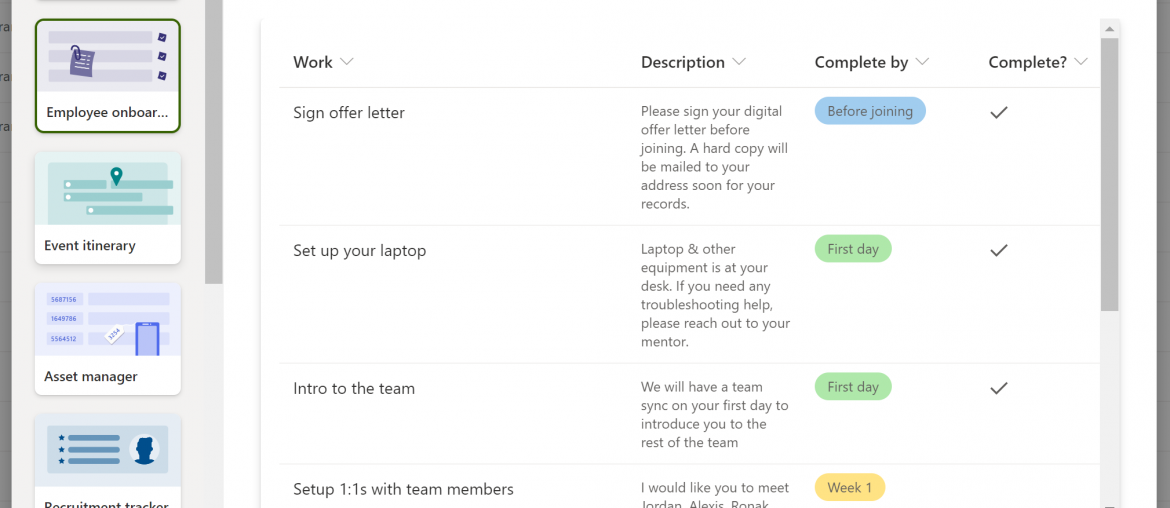 Employee onboar...
Event itinerary
5687156
1649786
5564512
3254
Asset manager
Recruitment tracker
Work
Description
Complete by
Complete?
Sign offer letter
Please sign your digital
offer letter before
joining. A hard copy will
be mailed to your
address soon for your
records.
Before joining
Set up your laptop
Laptop & other
equipment is at your
desk. If you need any
troubleshooting help,
please reach out to your
mentor.
First day
Intro to the team
We will have a team
sync on your first day to
introduce you to the
rest of the team
First day
Setup 1:1s with team members
I would like you to meet
Jordan, Alexis, Ronak,
Week 1